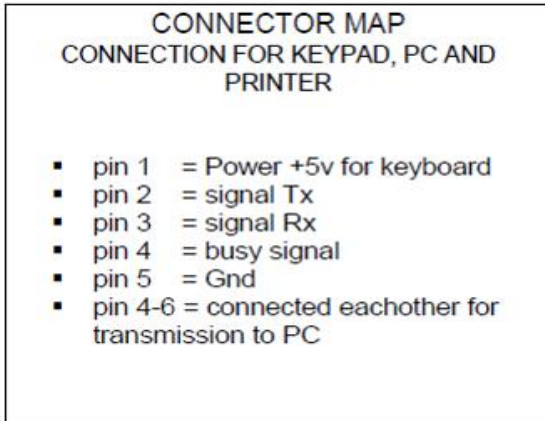 CONNECTOR MAP
CONNECTION FOR KEYPAD, PC AND
PRINTER
▪ pin 1 = Power +5v for keyboard
▪ pin 2 = signal Tx
▪ pin 3 = signal Rx
▪ pin 4 = busy signal
▪ pin 5 = Gnd
▪ pin 4-6 = connected eachother for
transmission to PC